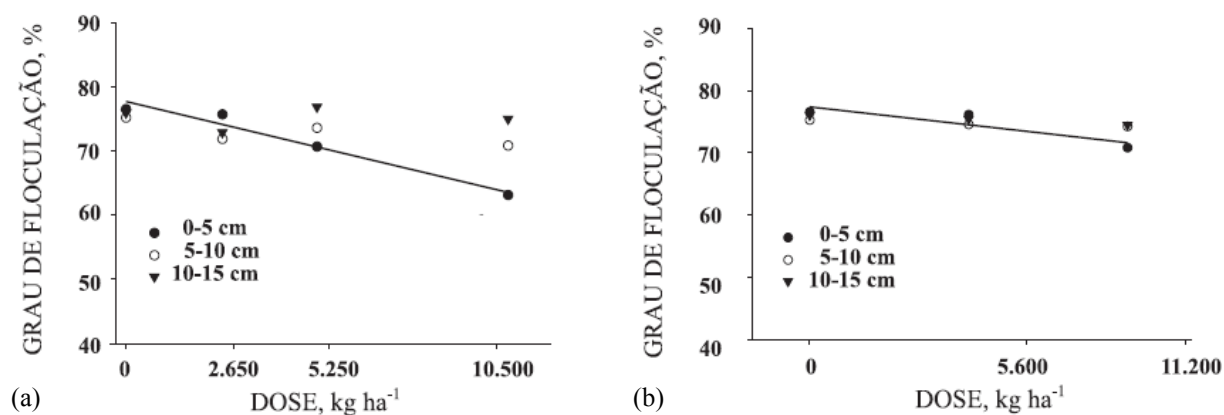 GRAU DE FLOCULAÇÃO, %
90
80
70
60
50
40
0-5 cm
5-10 cm
10-15 cm
0
2.650
5.250
10.500
DOSE, kg ha-1
(a)
GRAU DE FLOCULAÇÃO, %
90
80
70
60
50
40
0-5 cm
5-10 cm
10-15 cm
0
5.600
11.200
DOSE, kg ha-1
(b)